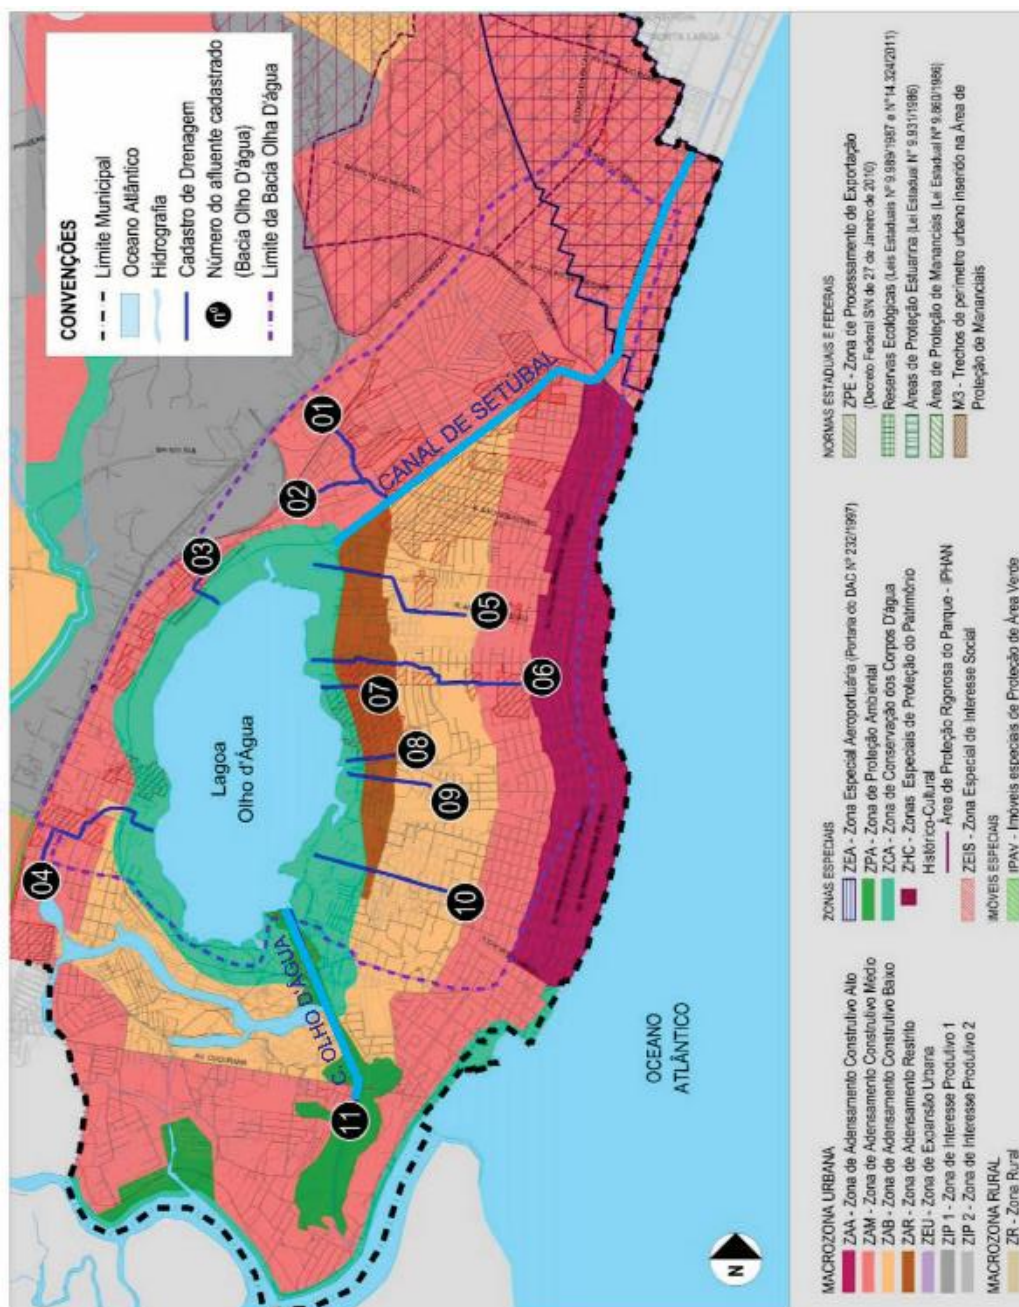 CONVENÇÕES
Limite Municipal
Oceano Atlântico
Hidrografia
Cadastro de Drenagem
nº Número do afluente cadastrado
(Bacia Olho D'água)
Limite da Bacia Olha D'água
01
02
03
04
05
06
07
08
09
10
11
CANAL DE SETÚBAL
Lagoa
Olho d'Água
C. OLHO D'ÁGUA
AV. CUCURANA
OCEANO
ATLÂNTICO
N
MACROZONA URBANA
ZAA - Zona de Adensamento Construtivo Alto
ZAM - Zona de Adensamento Construtivo Médio
ZAB - Zona de Adensamento Construtivo Baixo
ZAR - Zona de Adensamento Restrito
ZEU - Zona de Expansão Urbana
ZIP 1 - Zona de Interesse Produtivo 1
ZIP 2 - Zona de Interesse Produtivo 2
MACROZONA RURAL
ZR - Zona Rural
ZONAS ESPECIAIS
ZEA - Zona Especial Aeroportuária (Portaria do DAC Nº 232/1997)
ZPA - Zona de Proteção Ambiental
ZCA - Zona de Conservação dos Corpos D'água
ZHC - Zonas Especiais de Proteção do Patrimônio
Histórico-Cultural
Área de Proteção Rigorosa do Parque - IPHAN
ZEIS - Zona Especial de Interesse Social
IMÓVEIS ESPECIAIS
IPAV - Imóveis especiais de Proteção de Área Verde
NORMAS ESTADUAIS E FEDERAIS
ZPE - Zona de Processamento de Exportação
(Decreto Federal S/N de 27 de Janeiro de 2010)
Reservas Ecológicas (Leis Estaduais Nº 9.989/1987 e Nº14.324/2011)
Áreas de Proteção Estuarina (Lei Estadual Nº 9.931/1986)
Área de Proteção de Mananciais (Lei Estadual Nº 9.860/1986)
M3 - Trechos de perímetro urbano inserido na Área de
Proteção de Mananciais